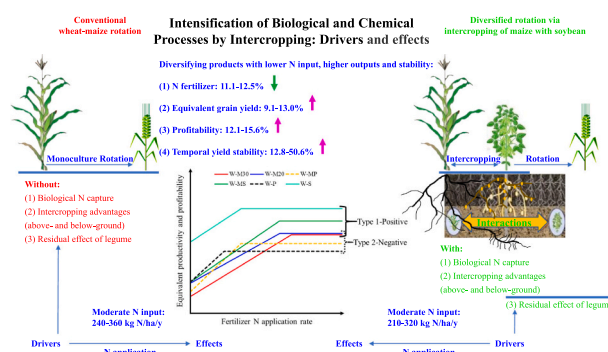 Conventional
wheat-maize rotation
Intensification of Biological and Chemical
Processes by Intercropping: Drivers and effects
Diversified rotation via
intercropping of maize with soybean
Diversifying products with lower N input, higher outputs and stability:
(1) N fertilizer: 11.1-12.5%
(2) Equivalent grain yield: 9.1-13.0%
(3) Profitability: 12.1-15.6%
(4) Temporal yield stability: 12.8-50.6%
Monoculture Rotation
Without:
(1) Biological N capture
(2) Intercropping advantages
(above- and below-ground)
(3) Residual effect of legume
W-M30
W-M20
W-MP
W-MS
W-P
W-S
Equivalent productivity and profitability
Type 1-Positive
Type 2-Negative
Fertilizer N application rate
Intercropping
Rotation
Interactions
With:
(1) Biological N capture
(2) Intercropping advantages
(above- and below-ground)
(3) Residual effect of legum
Moderate N input:
240-360 kg N/ha/y
Moderate N input:
210-320 kg N/ha/y
Drivers
Effects
Effects
Drivers
N application
N application